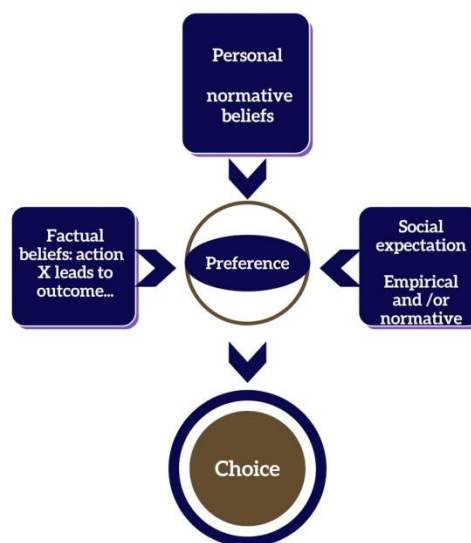 Personal
normative
beliefs
Factual
beliefs: action
X leads to
outcome...
Preference
Social
expectation
Empirical
and /or
normative
Choice